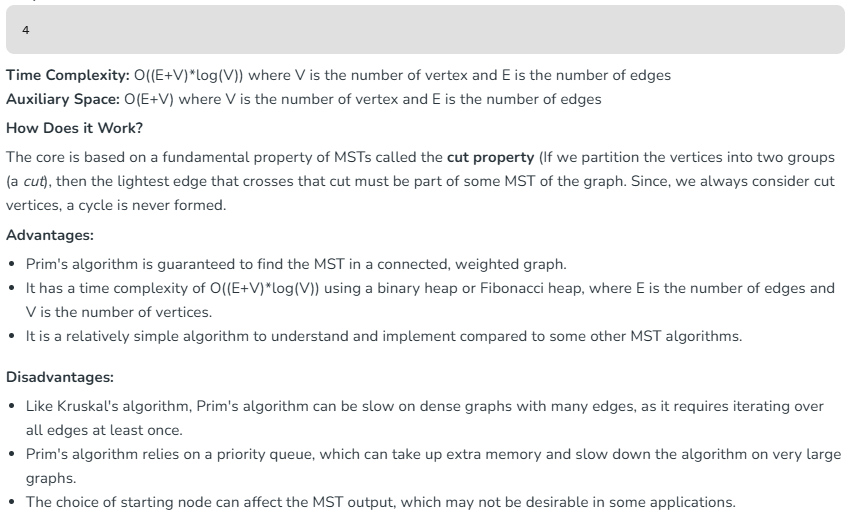 4
Time Complexity: O((E+V)*log(V)) where V is the number of vertex and E is the number of edges
Auxiliary Space: O(E+V) where V is the number of vertex and E is the number of edges
How Does it Work?
The core is based on a fundamental property of MSTs called the cut property (If we partition the vertices into two groups
(a cut), then the lightest edge that crosses that cut must be part of some MST of the graph. Since, we always consider cut
vertices, a cycle is never formed.
Advantages:
Prim's algorithm is guaranteed to find the MST in a connected, weighted graph.
It has a time complexity of O((E+V)*log(V)) using a binary heap or Fibonacci heap, where E is the number of edges and
V is the number of vertices.
It is a relatively simple algorithm to understand and implement compared to some other MST algorithms.
Disadvantages:
Like Kruskal's algorithm, Prim's algorithm can be slow on dense graphs with many edges, as it requires iterating over
all edges at least once.
Prim's algorithm relies on a priority queue, which can take up extra memory and slow down the algorithm on very large
graphs.
The choice of starting node can affect the MST output, which may not be desirable in some applications.